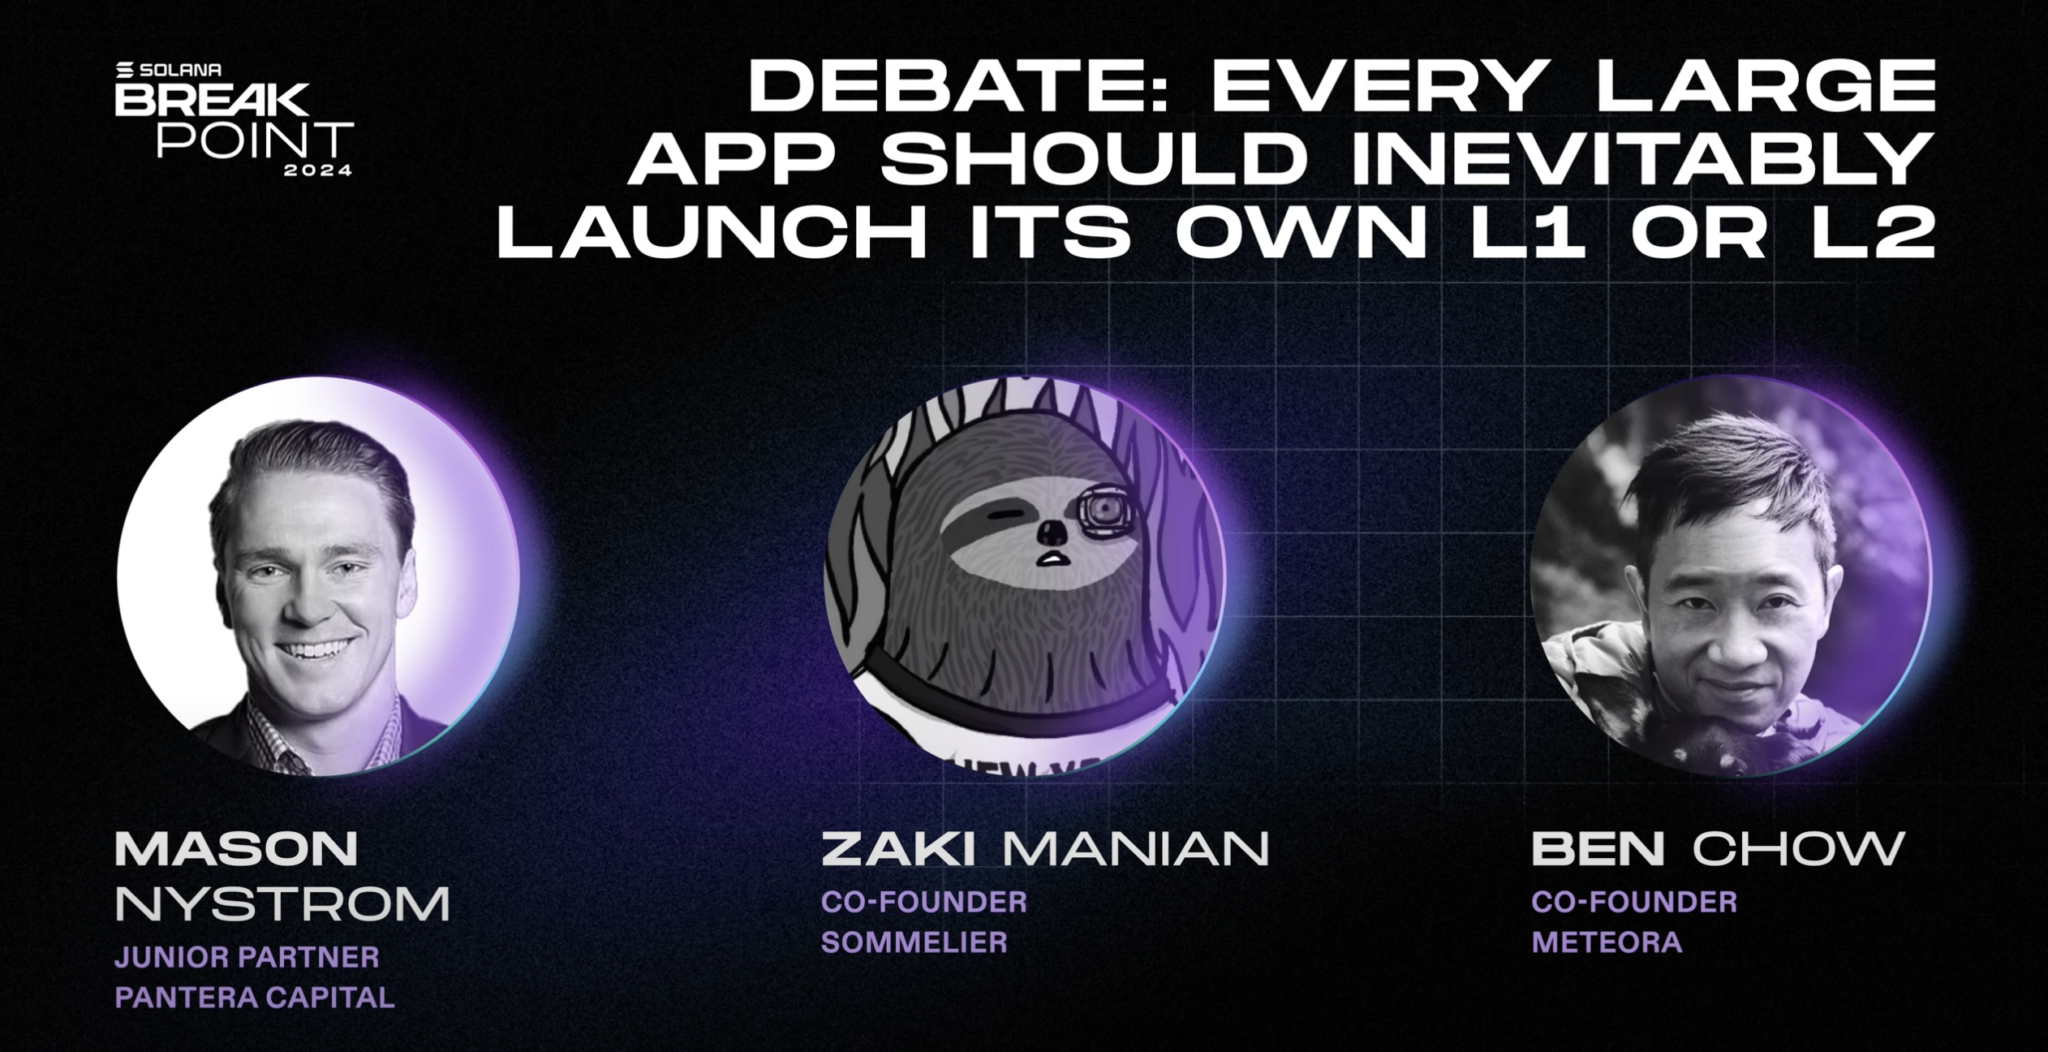 SOLANA
BREAK
POINT
2024
DEBATE: EVERY LARGE
APP SHOULD INEVITABLY
LAUNCH ITS OWN L1 OR L2
MASON
NYSTROM
JUNIOR PARTNER
PANTERA CAPITAL
ZAKI MANIAN
CO-FOUNDER
SOMMELIER
BEN CHOW
CO-FOUNDER
METEORA